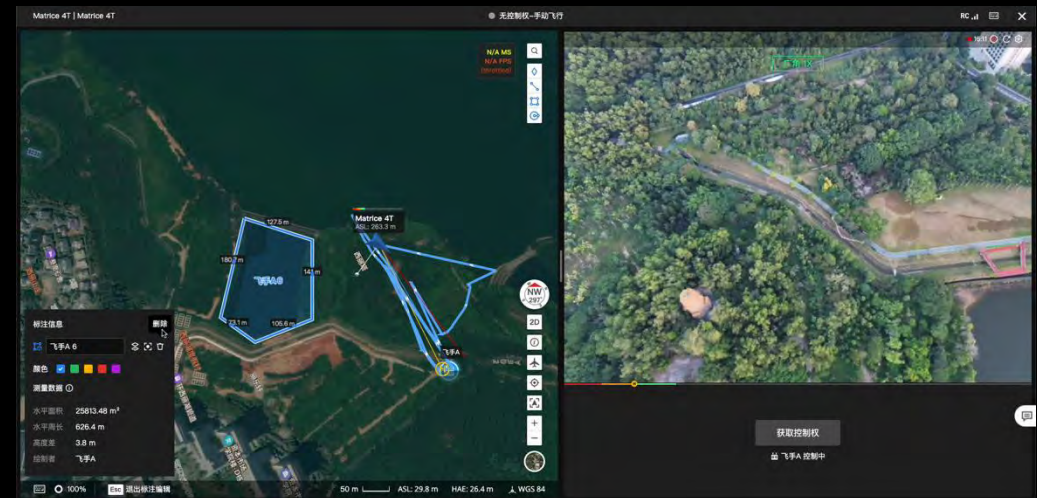 Matrice 4T | Matrice 4T
无控制权-手动飞行
RC
N/A MS
N/A FPS
127.5 m
180.7 m
141 m
飞手A6
73.1 m
105.6 m
Matrice 4T
ASL: 263.3 m
飞手A
NW
297°
2D
标注信息
删除
飞手A 6
颜色
测量数据
水平面积 25813.48 m²
水平周长 626.4 m
高度差 3.8 m
绘制者 飞手A
100%
Esc 退出标注编辑
50 m
ASL: 29.8 m
HAE: 26.4 m
WGS 84
获取控制权
飞手A 控制中